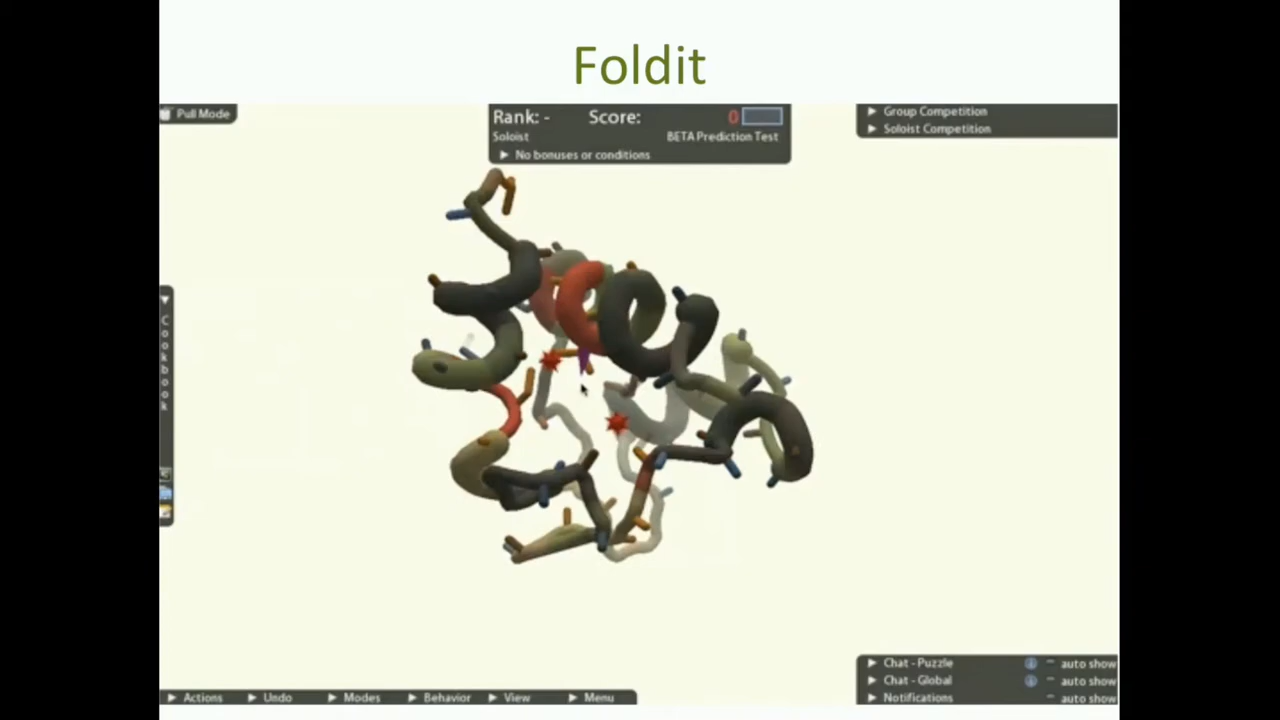 Foldit
Pull Mode
Rank: - Score: 0
Soloist BETA Prediction Test
No bonuses or conditions
Group Competition
Soloist Competition
Cookbook
Chat - Puzzle auto show
Chat - Global auto show
Notifications auto show
Actions Undo Modes Behavior View Menu